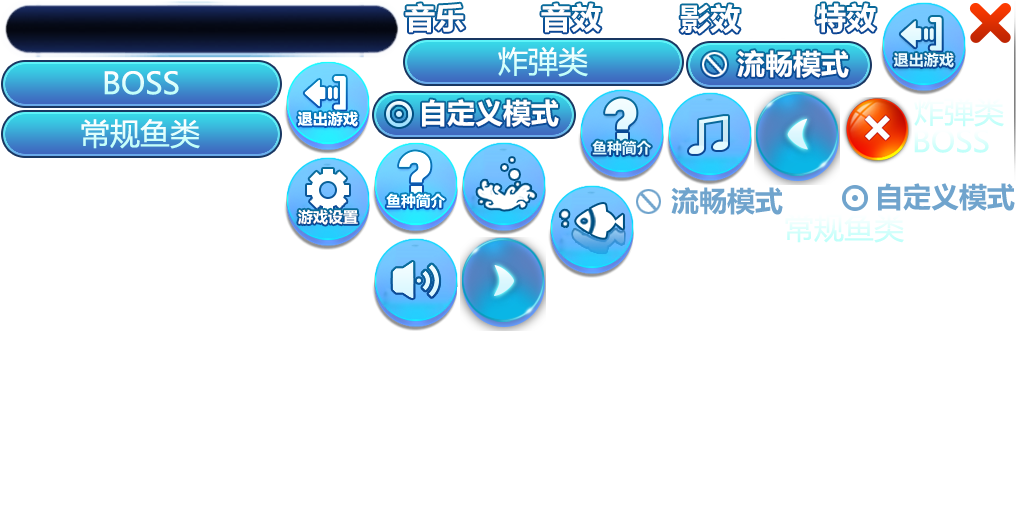 音乐
音效
影效
特效
退出游戏
炸弹类
流畅模式
BOSS
退出游戏
自定义模式
常规鱼类
鱼种简介
炸弹类
BOSS
游戏设置
鱼种简介
流畅模式
自定义模式
常规鱼类